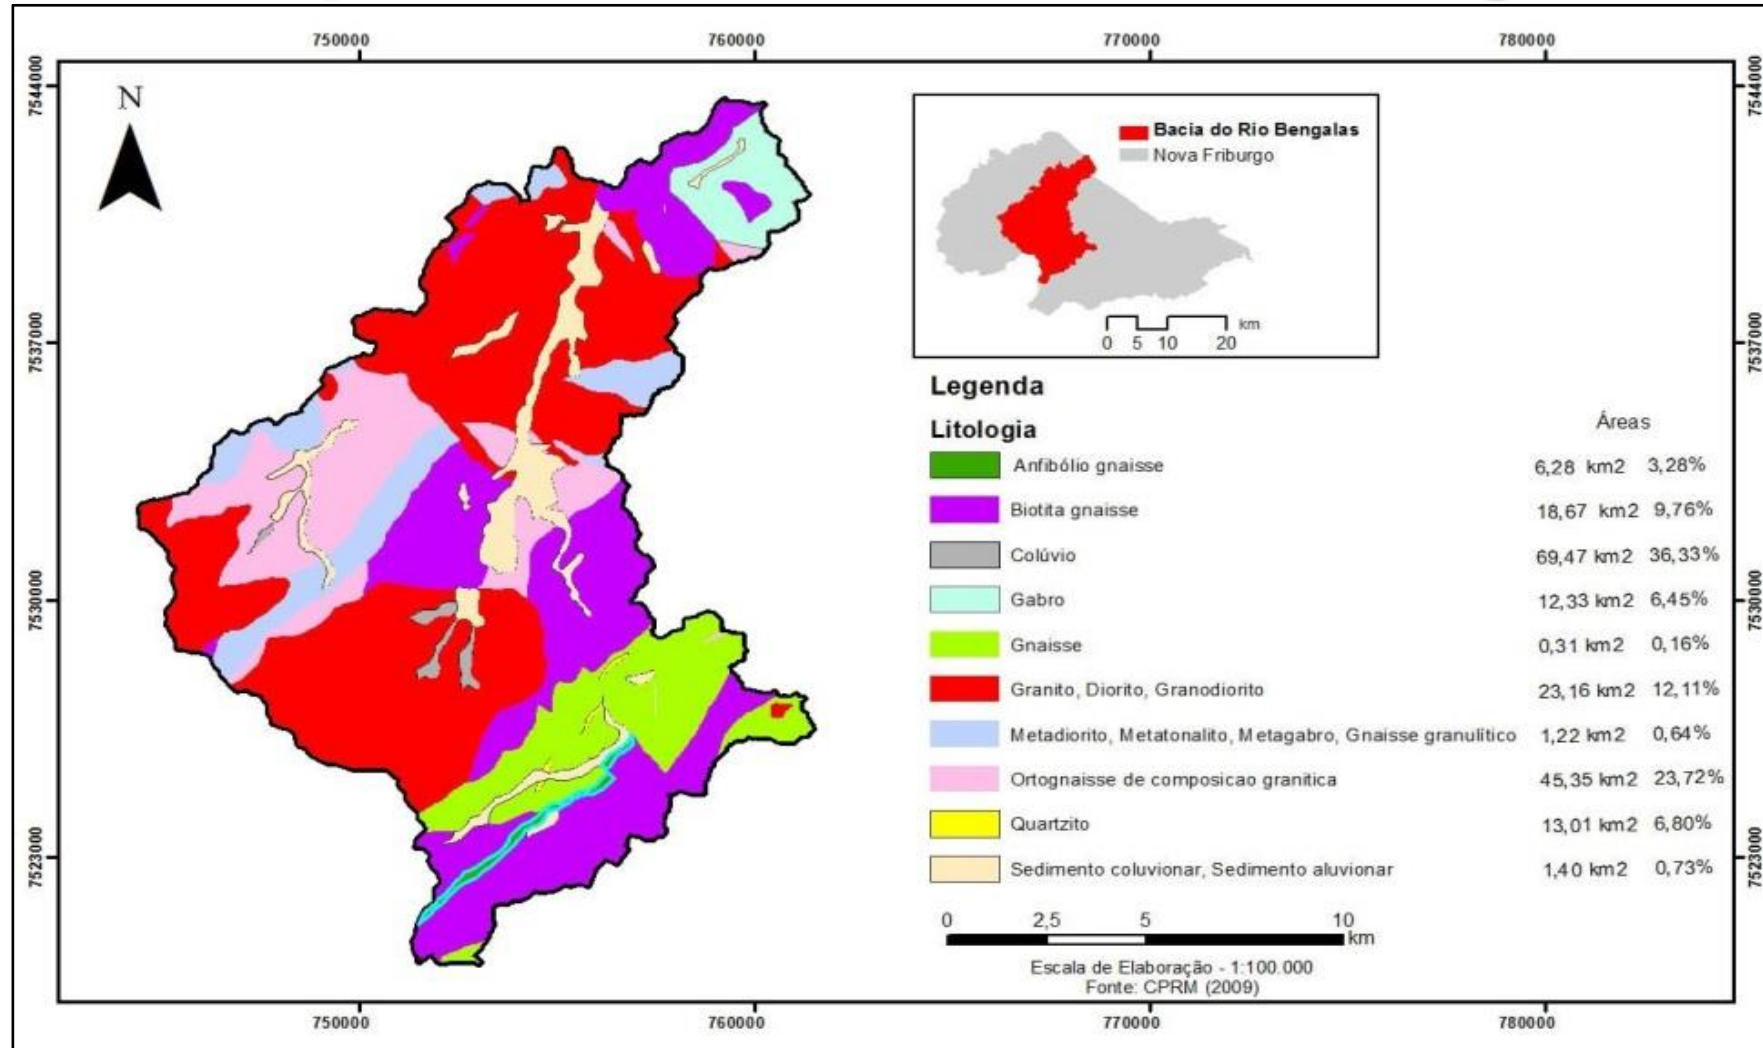 750000 760000 770000 780000
7544000 7544000
N
Bacia do Rio Bengalas
Nova Friburgo
km
0 5 10 20
7537000 7537000
Legenda
Litologia Áreas
Anfibólio gnaisse 6,28 km2 3,28%
Biotita gnaisse 18,67 km2 9,76%
Colúvio 69,47 km2 36,33%
7530000 7530000
Gabro 12,33 km2 6,45%
Gnaisse 0,31 km2 0,16%
Granito, Diorito, Granodiorito 23,16 km2 12,11%
Metadiorito, Metatonalito, Metagabro, Gnaisse granulítico 1,22 km2 0,64%
Ortognaisse de composicao granitica 45,35 km2 23,72%
Quartzito 13,01 km2 6,80%
7523000 7523000
Sedimento coluvionar, Sedimento aluvionar 1,40 km2 0,73%
0 2,5 5 10
km
Escala de Elaboração - 1:100.000
Fonte: CPRM (2009)
750000 760000 770000 780000